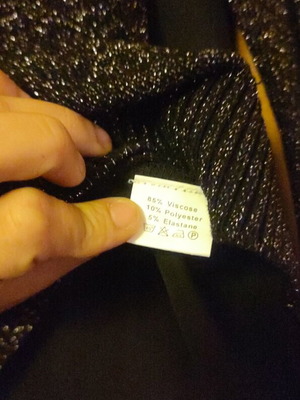 85% Viscose
10% Polyester
5% Elastane
P